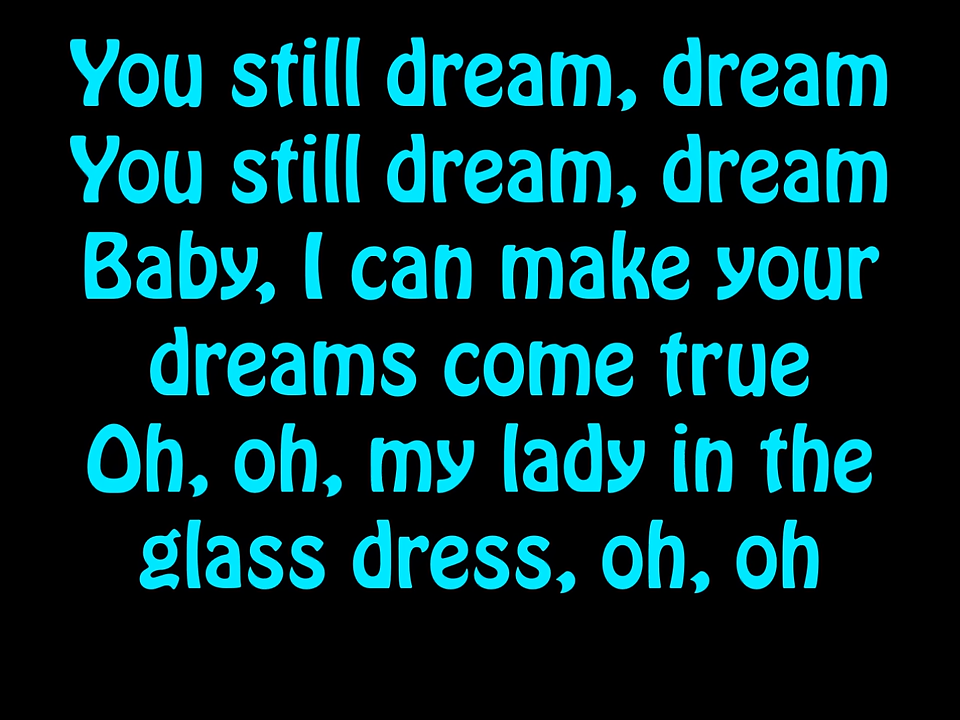 You still dream, dream
You still dream, dream
Baby, I can make your
dreams come true
Oh, oh, my lady in the
glass dress, oh, oh